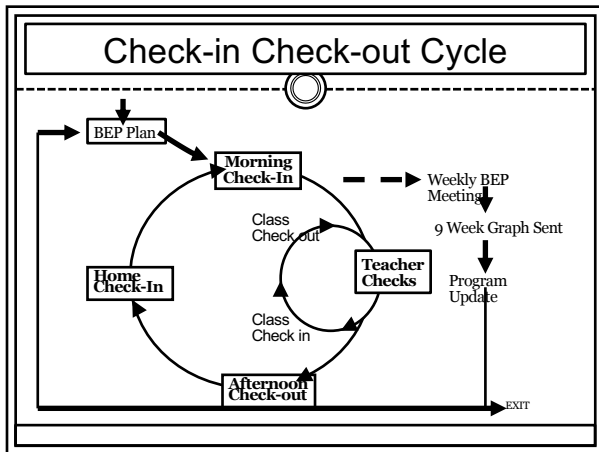 Check-in Check-out Cycle
BEP Plan
Morning
Check-In
Weekly BEP
Meeting
9 Week Graph Sent
Program
Update
EXIT
Class
Check out
Teacher
Checks
Class
Check in
Home
Check-In
Afternoon
Check-out